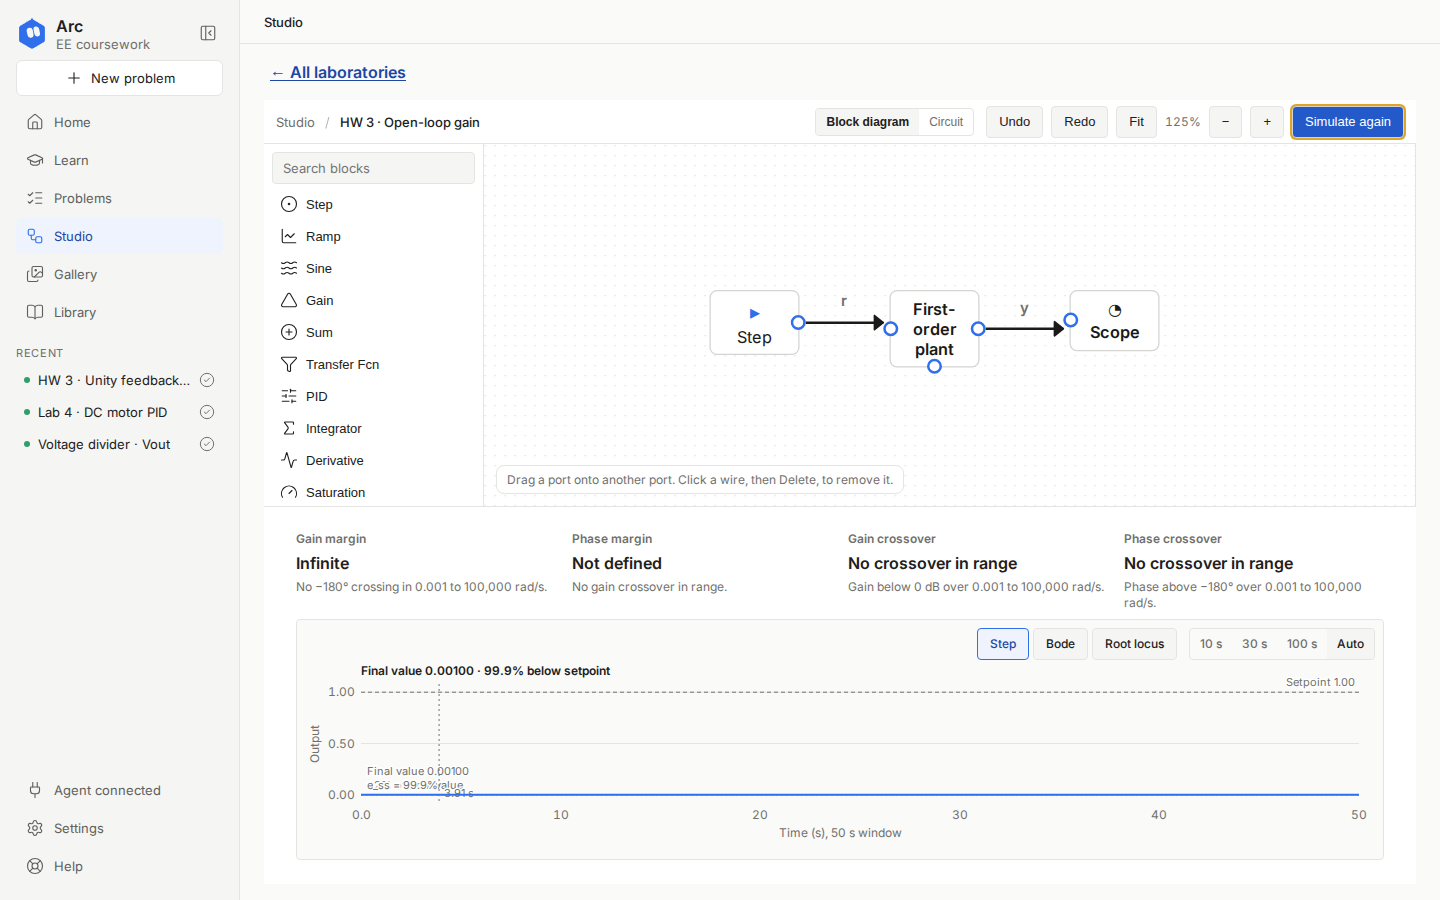 Arc
EE coursework
New problem
Home
Learn
Problems
Studio
Gallery
Library
RECENT
HW 3 · Unity feedback...
Lab 4 · DC motor PID
Voltage divider · Vout
Agent connected
Settings
Help
Studio
← All laboratories
Studio / HW 3 · Open-loop gain
Block diagram Circuit Undo Redo Fit 125% − + Simulate again
Search blocks
Step
Ramp
Sine
Gain
Sum
Transfer Fcn
PID
Integrator
Derivative
Saturation
Step
r
First-
order
plant
y
Scope
Drag a port onto another port. Click a wire, then Delete, to remove it.
Gain margin
Infinite
No −180° crossing in 0.001 to 100,000 rad/s.
Phase margin
Not defined
No gain crossover in range.
Gain crossover
No crossover in range
Gain below 0 dB over 0.001 to 100,000 rad/s.
Phase crossover
No crossover in range
Phase above −180° over 0.001 to 100,000
rad/s.
Step Bode Root locus 10 s 30 s 100 s Auto
Final value 0.00100 · 99.9% below setpoint
Setpoint 1.00
1.00
0.50
0.00
Output
Final value 0.00100
e_ss = 99.9%
3.91 s
0.0 10 20 30 40 50
Time (s), 50 s window